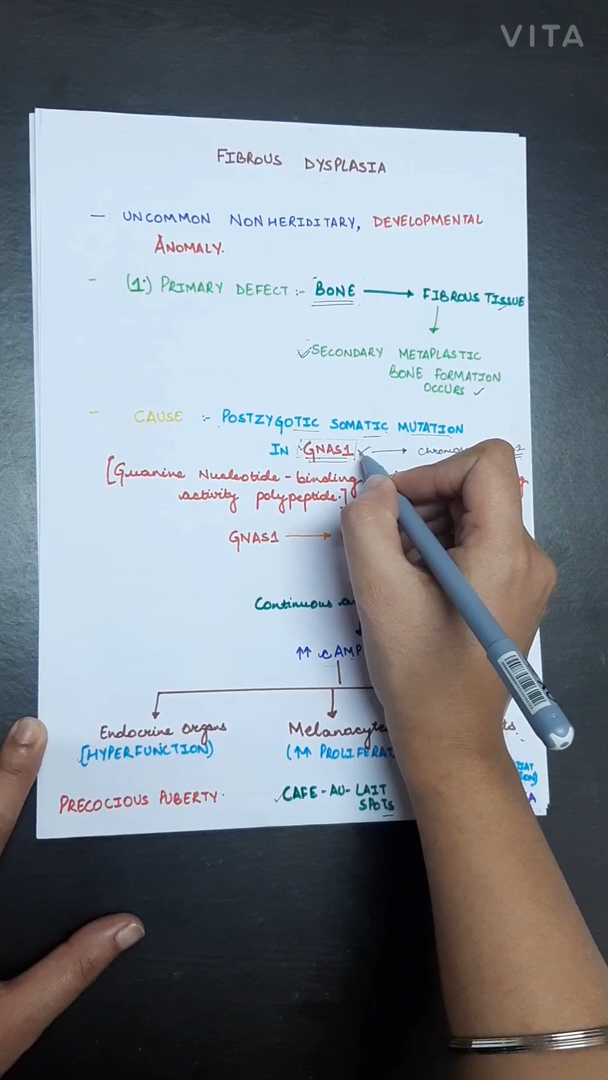 VITA
FIBROUS DYSPLASIA
– UNCOMMON NONHERIDITARY, DEVELOPMENTAL
ANOMALY.
- (1.) PRIMARY DEFECT :- BONE → FIBROUS TISSUE
↓
SECONDARY METAPLASTIC
BONE FORMATION
OCCURS
- CAUSE :- POSTZYGOTIC SOMATIC MUTATION
IN GNAS1 →
[Guanine Nucleotide-binding
activity polypeptide.]
GNAS1 →
Continuous
↑↑ cAMP
Endocrine organs Melanocyte
[HYPERFUNCTION) (↑↑ PROLIFERAT
PRECOCIOUS PUBERTY. CAFE-AU-LAIT
SPOTS